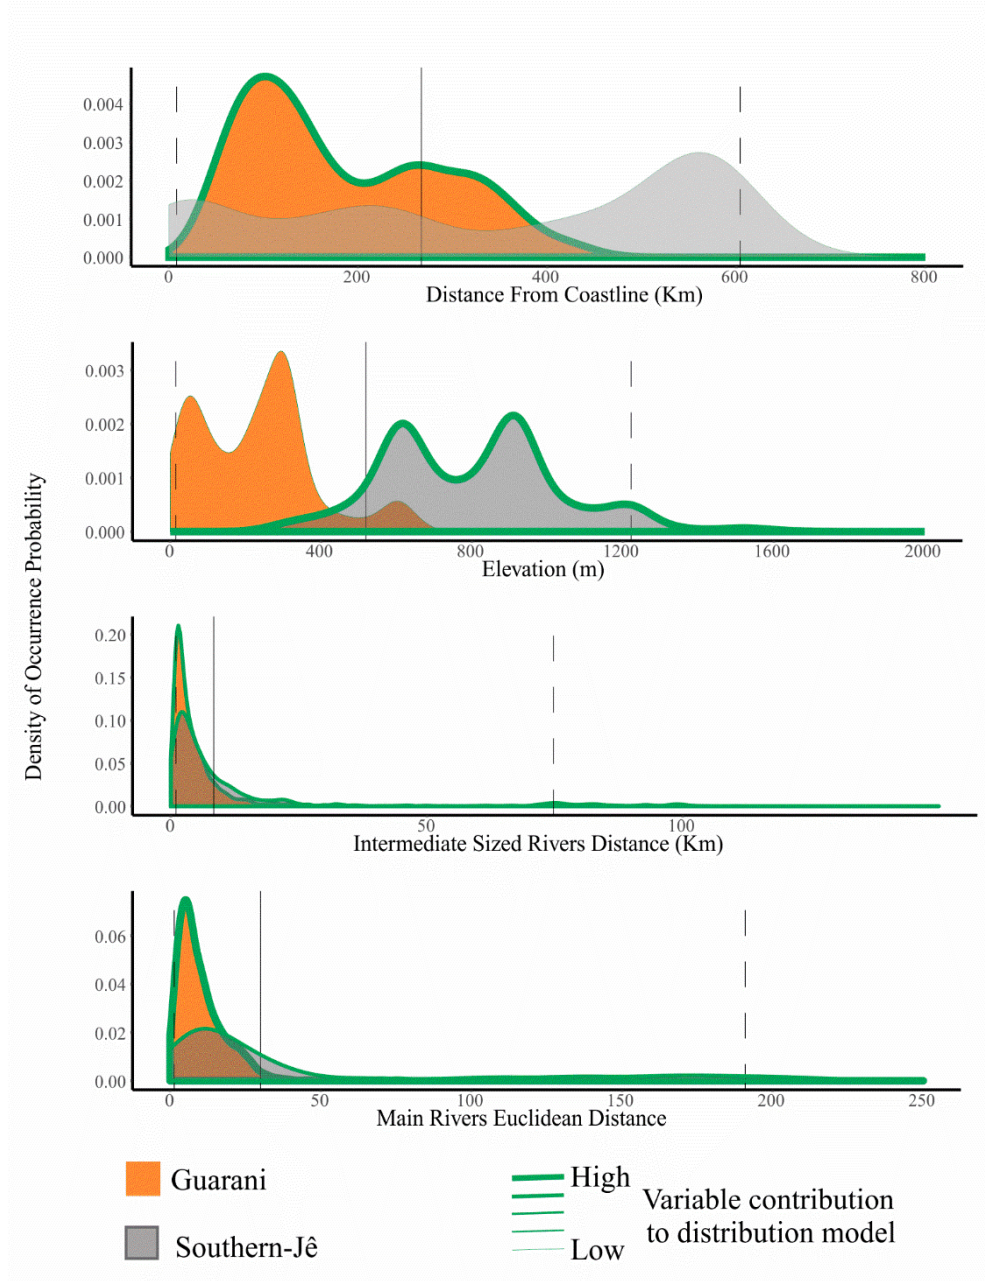 0.004
0.003
0.002
0.001
0.000
0 200 400 600 800
Distance From Coastline (Km)
0.003
0.002
0.001
0.000
0 400 800 1200 1600 2000
Elevation (m)
Density of Occurrence Probability
0.20
0.15
0.10
0.05
0.00
0 50 100
Intermediate Sized Rivers Distance (Km)
0.06
0.04
0.02
0.00
0 50 100 150 200 250
Main Rivers Euclidean Distance
Guarani
Southern-Jê
High
Low
Variable contribution
to distribution model